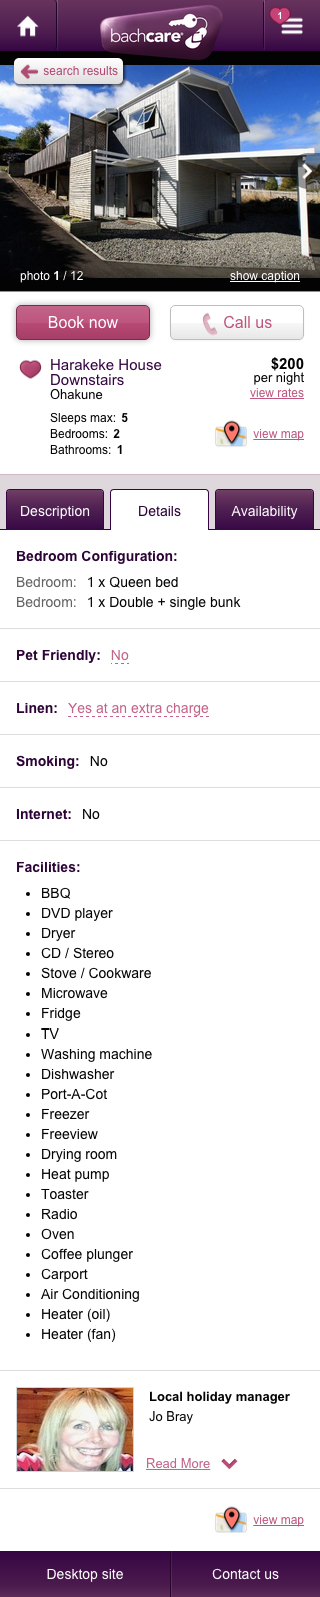 bachcare
1
search results
photo 1 / 12
show caption
Book now
Call us
Harakeke House
Downstairs
Ohakune
$200
per night
view rates
Sleeps max: 5
Bedrooms: 2
Bathrooms: 1
view map
Description
Details
Availability
Bedroom Configuration:
Bedroom: 1 x Queen bed
Bedroom: 1 x Double + single bunk
Pet Friendly: No
Linen: Yes at an extra charge
Smoking: No
Internet: No
Facilities:
• BBQ
• DVD player
• Dryer
• CD / Stereo
• Stove / Cookware
• Microwave
• Fridge
• TV
• Washing machine
• Dishwasher
• Port-A-Cot
• Freezer
• Freeview
• Drying room
• Heat pump
• Toaster
• Radio
• Oven
• Coffee plunger
• Carport
• Air Conditioning
• Heater (oil)
• Heater (fan)
Local holiday manager
Jo Bray
Read More
view map
Desktop site
Contact us